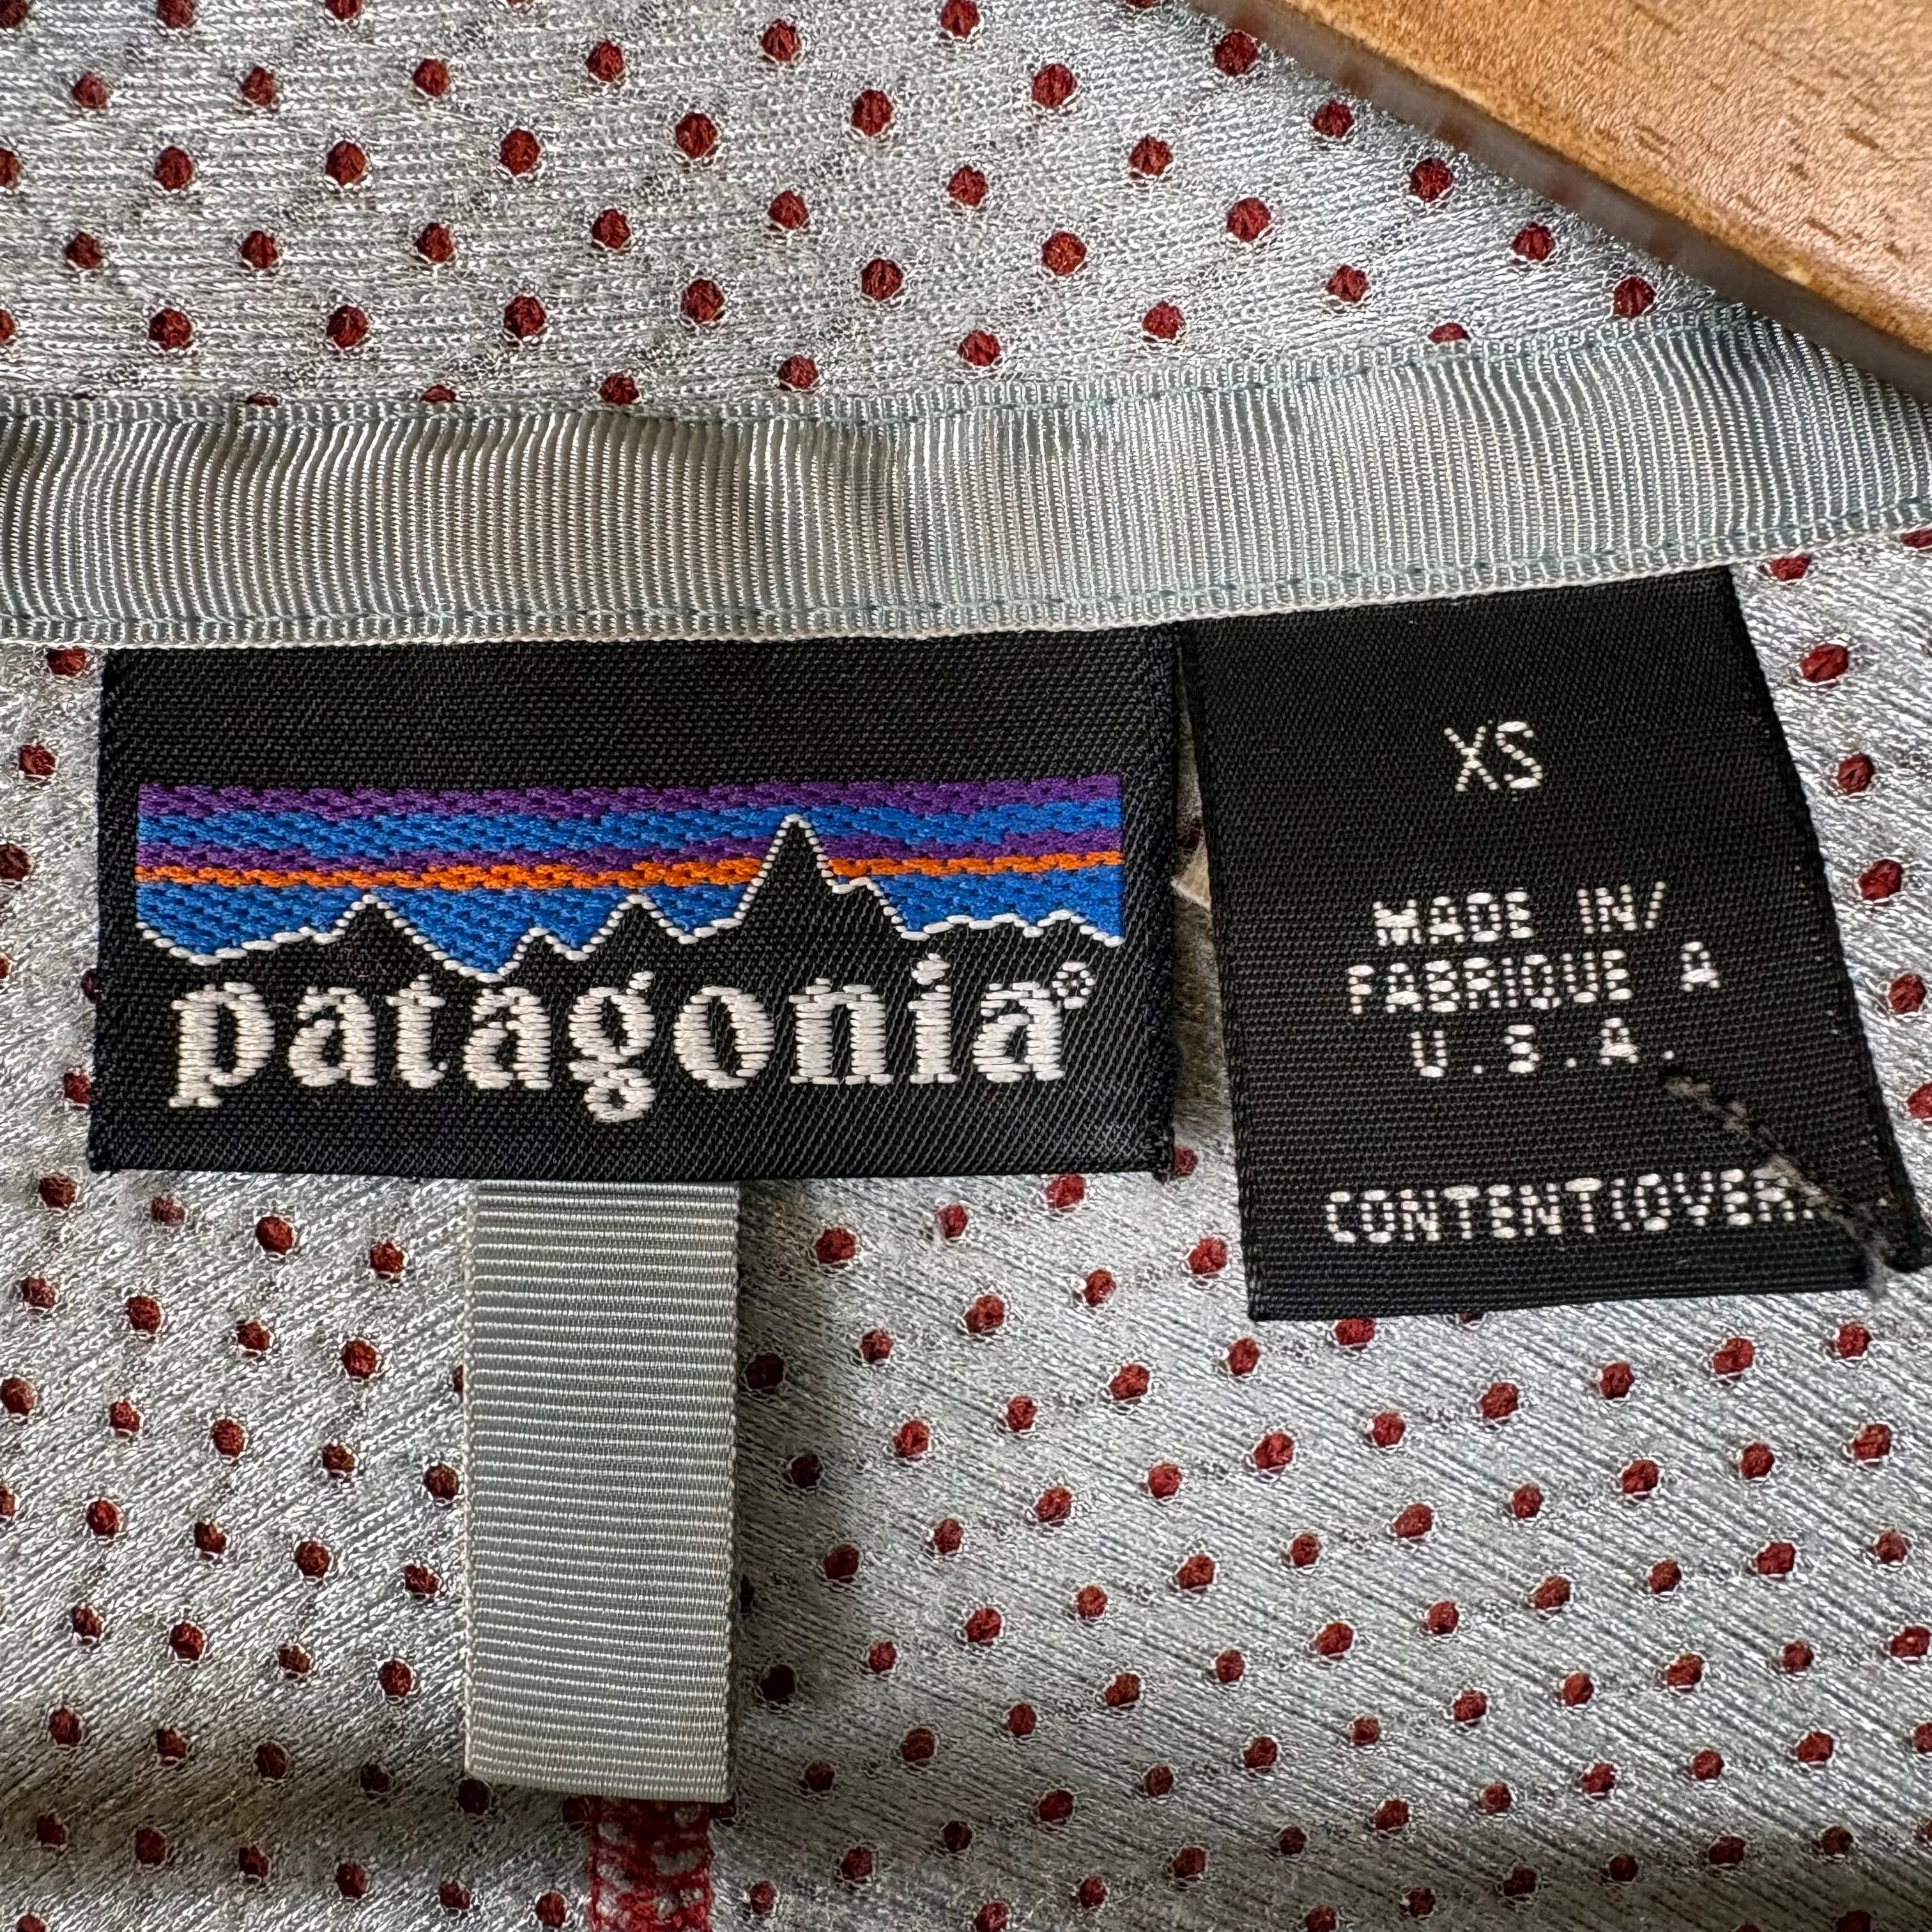 patagonia®
XS
MADE IN/
FABRIQUE A
U.S.A.
CONTENT(OVER)